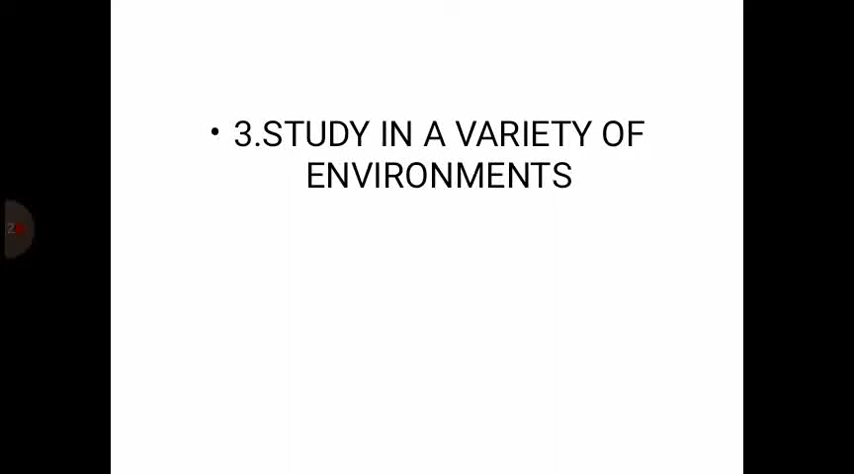 • 3.STUDY IN A VARIETY OF
ENVIRONMENTS